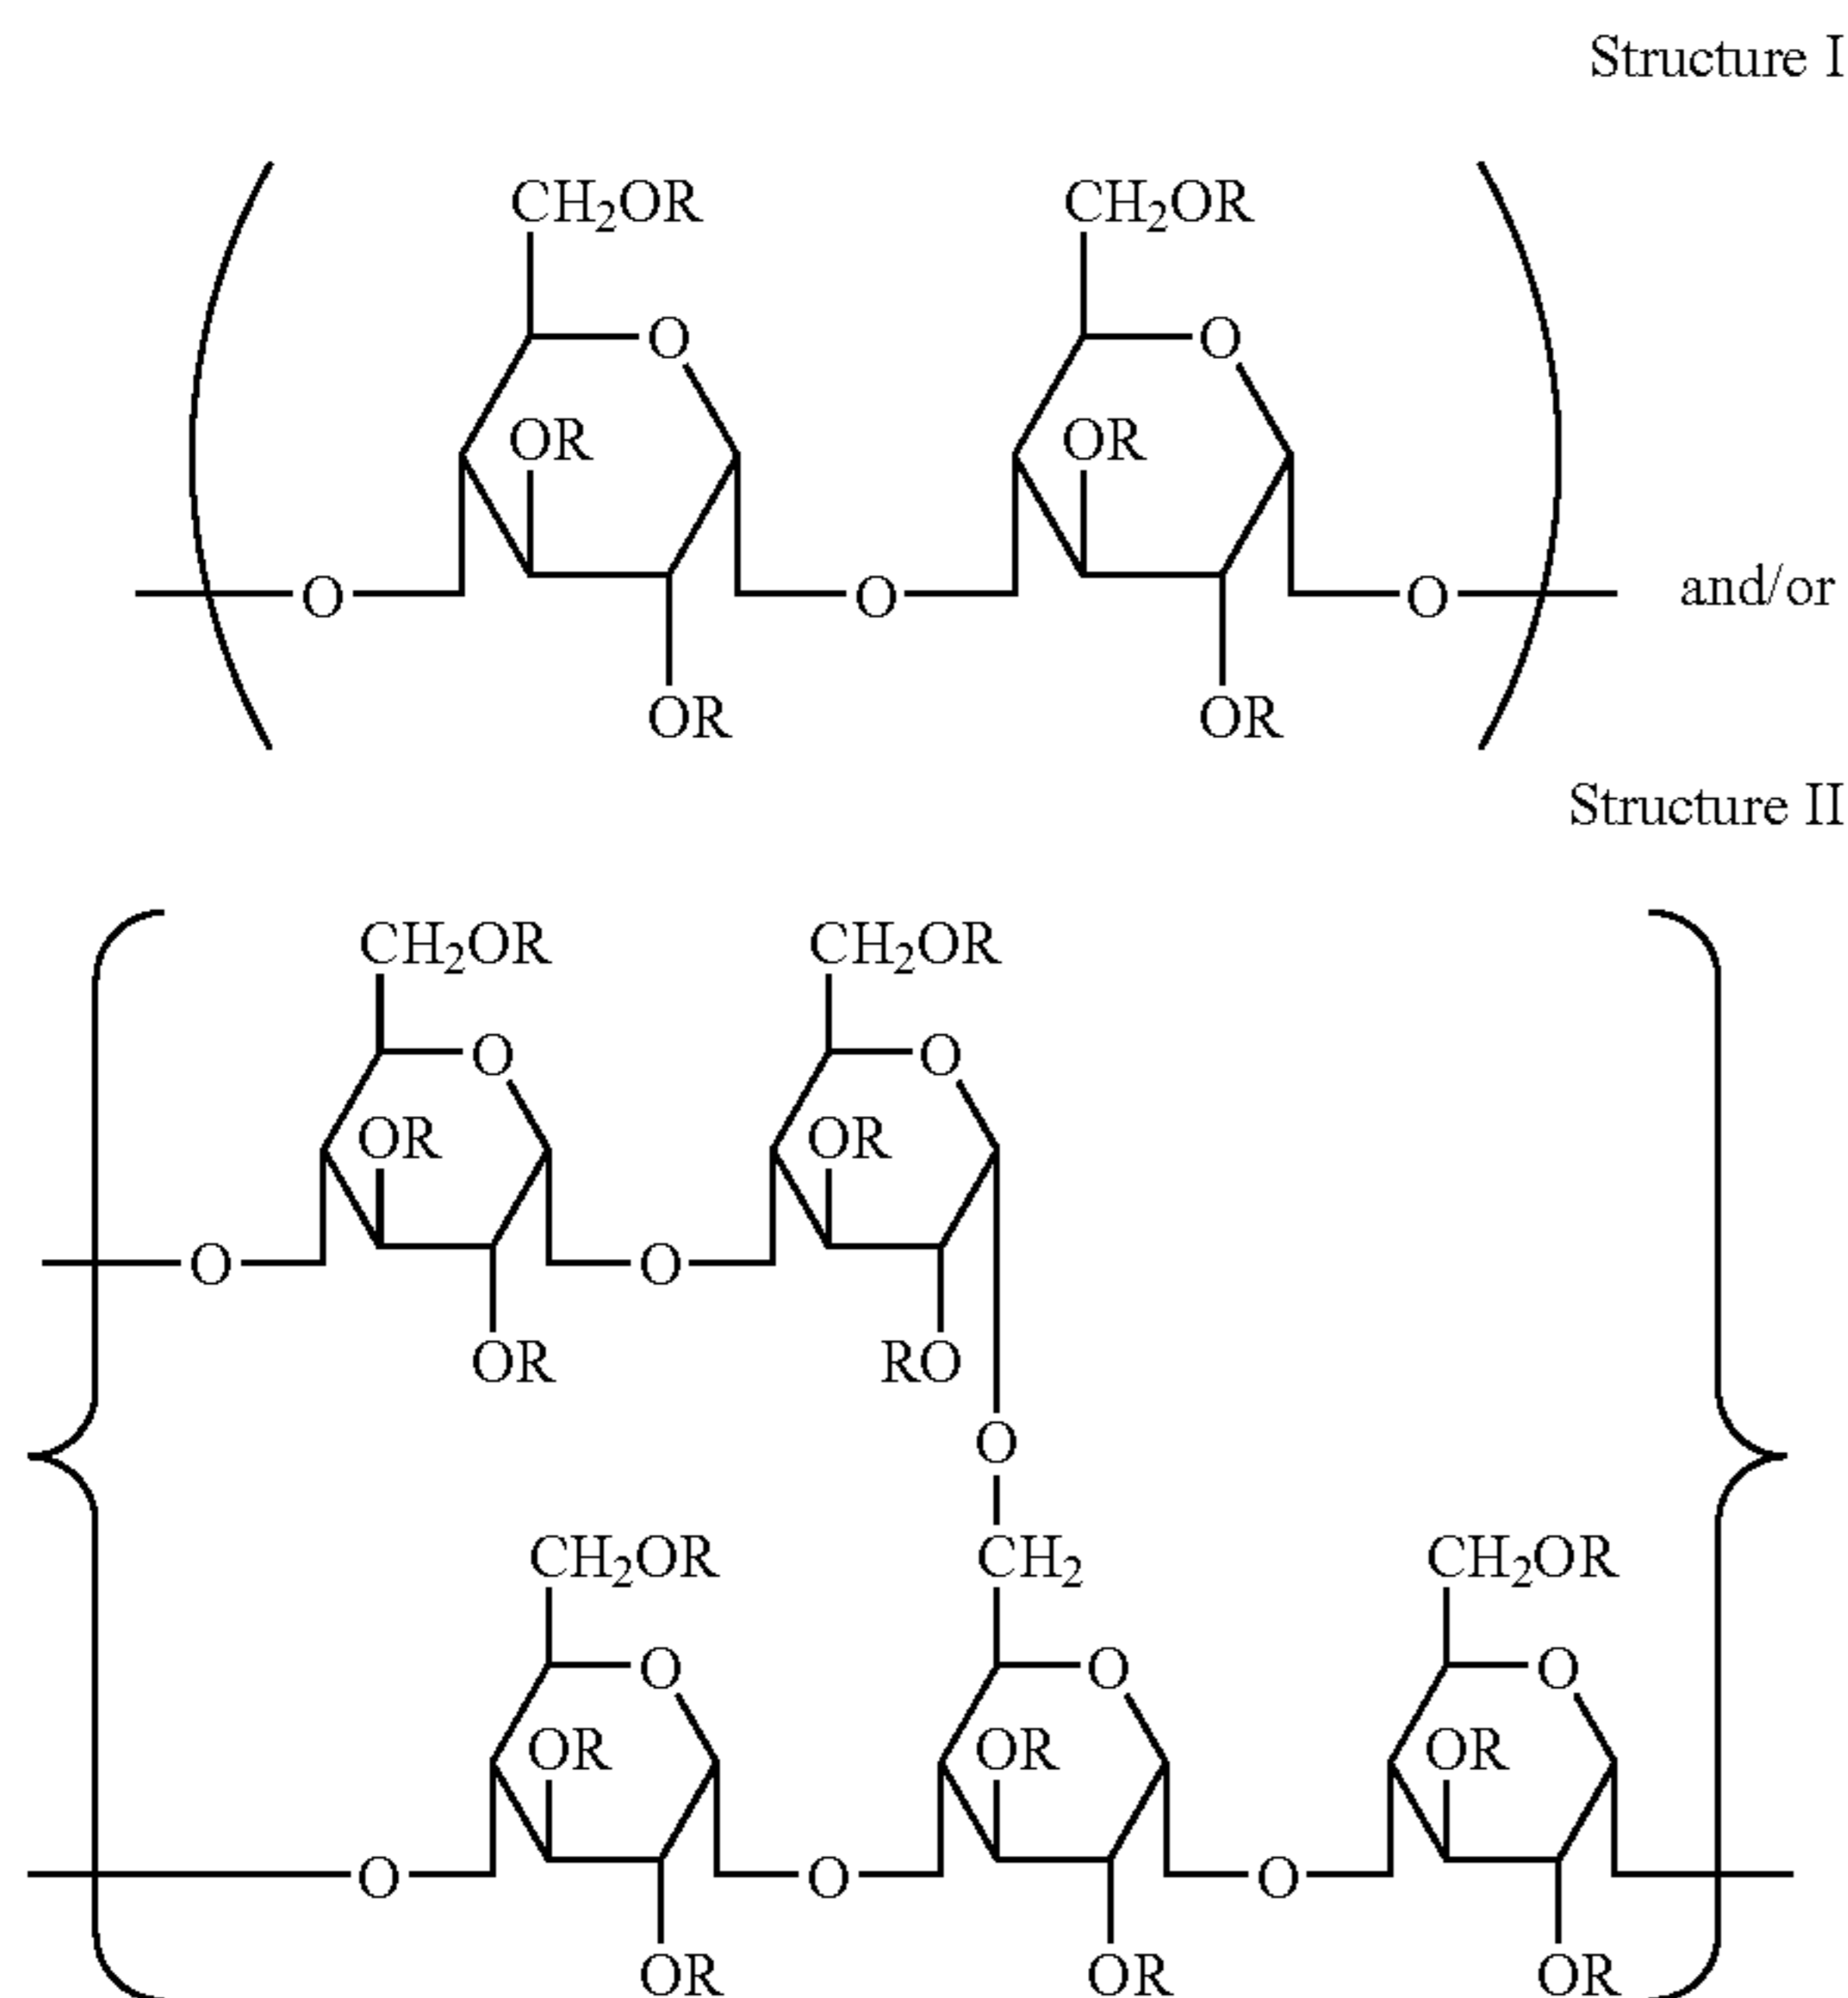 Structure I
CH2OR CH2OR
O O
OR OR
O O O and/or
OR OR
Structure II
CH2OR CH2OR
O O
OR OR
O O
OR RO
O
CH2OR CH2 CH2OR
O O O
OR OR OR
O O O
OR OR OR